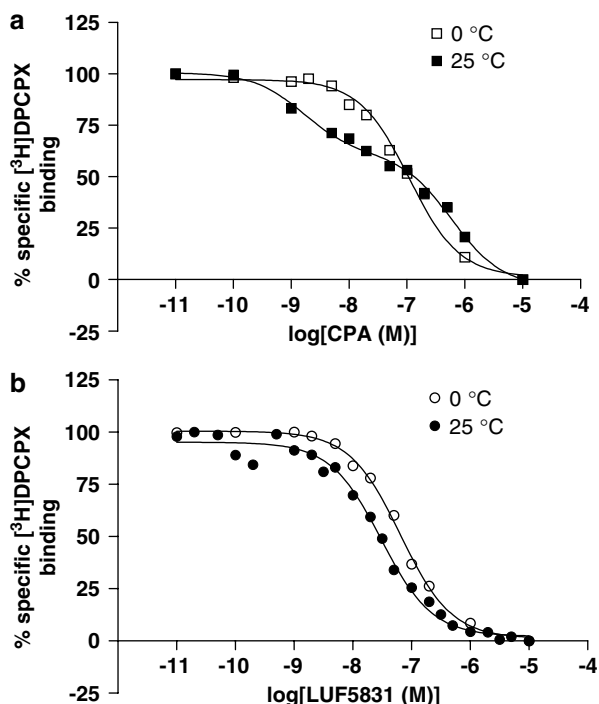 a
125
100
75
50
25
0
-25
% specific [³H]DPCPX
binding
0 °C
25 °C
-11 -10 -9 -8 -7 -6 -5 -4
log[CPA (M)]
b
125
100
75
50
25
0
-25
% specific [³H]DPCPX
binding
0 °C
25 °C
-11 -10 -9 -8 -7 -6 -5 -4
log[LUF5831 (M)]